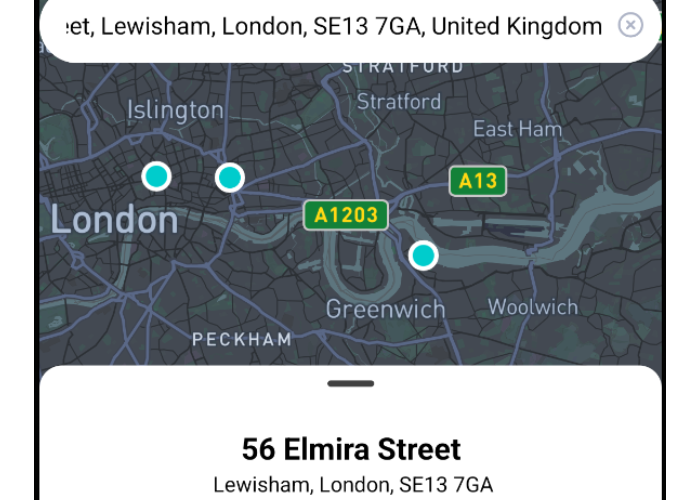 eet, Lewisham, London, SE13 7GA, United Kingdom
STRATFORD
Stratford
Islington
East Ham
A13
A1203
London
Greenwich
Woolwich
PECKHAM
56 Elmira Street
Lewisham, London, SE13 7GA